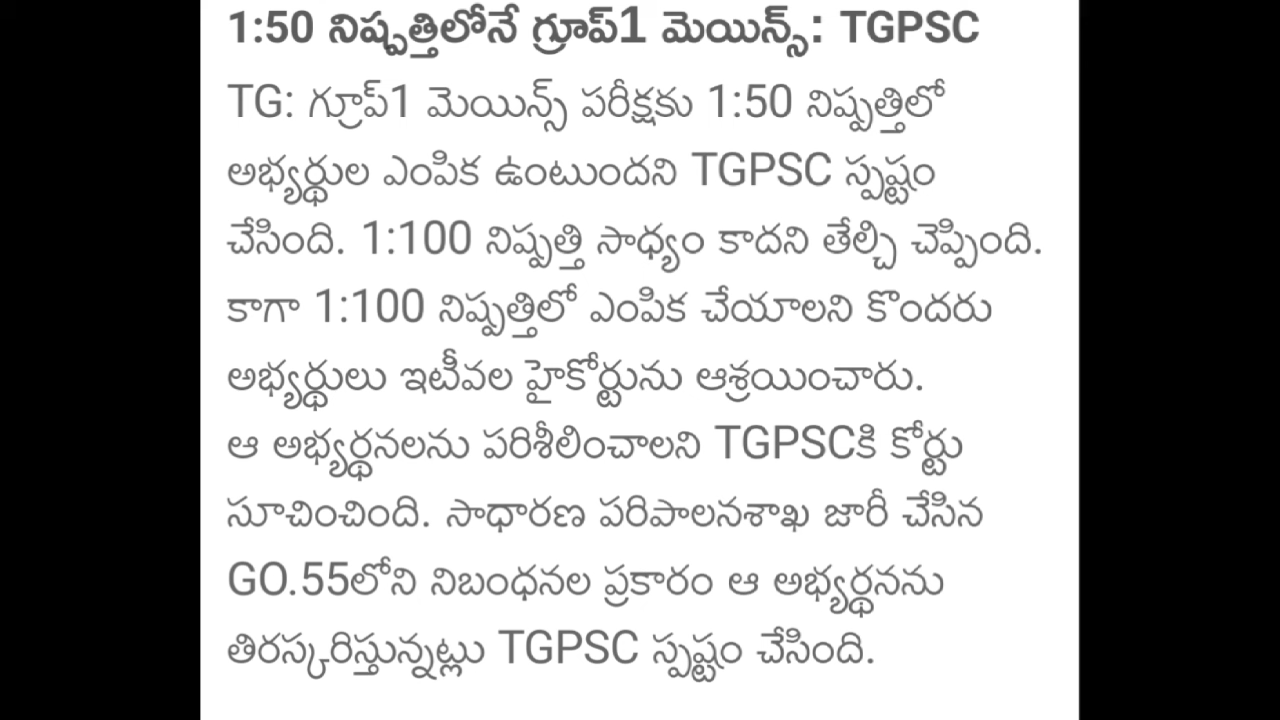 1:50 నిష్పత్తిలోనే గ్రూప్1 మెయిన్స్: TGPSC
TG: గ్రూప్1 మెయిన్స్ పరీక్షకు 1:50 నిష్పత్తిలో
అభ్యర్థుల ఎంపిక ఉంటుందని TGPSC స్పష్టం
చేసింది. 1:100 నిష్పత్తి సాధ్యం కాదని తేల్చి చెప్పింది.
కాగా 1:100 నిష్పత్తిలో ఎంపిక చేయాలని కొందరు
అభ్యర్థులు ఇటీవల హైకోర్టును ఆశ్రయించారు.
ఆ అభ్యర్థనలను పరిశీలించాలని TGPSCకి కోర్టు
సూచించింది. సాధారణ పరిపాలనశాఖ జారీ చేసిన
GO.55లోని నిబంధనల ప్రకారం ఆ అభ్యర్థనను
తిరస్కరిస్తున్నట్లు TGPSC స్పష్టం చేసింది.